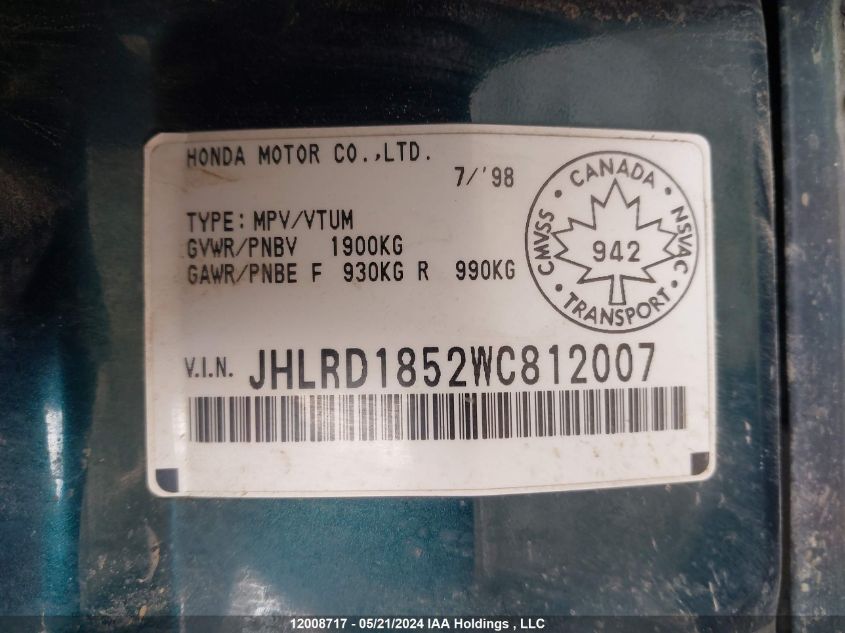 HONDA MOTOR CO.,LTD.
7/'98
TYPE: MPV/VTUM
GVWR/PNBV 1900KG
GAWR/PNBE F 930KG R 990KG
CANADA • NSVAC • TRANSPORT • CMVSS •
942
V.I.N. JHLRD1852WC812007
12008717 - 05/21/2024 IAA Holdings , LLC